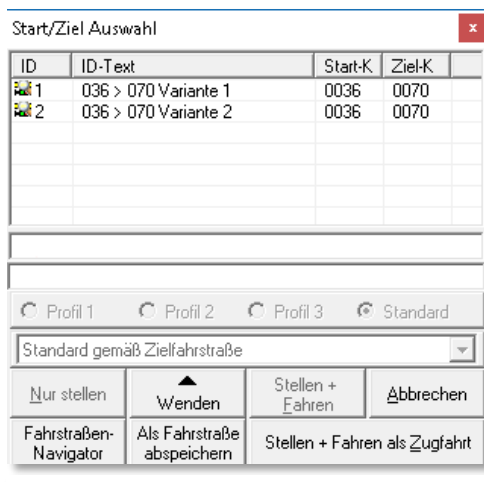 Start/Ziel Auswahl x
ID ID-Text Start-K Ziel-K
1 036 > 070 Variante 1 0036 0070
2 036 > 070 Variante 2 0036 0070
Profil 1 Profil 2 Profil 3 Standard
Standard gemäß Zielfahrstraße
Nur stellen
Wenden
Stellen +
Fahren
Abbrechen
Fahrstraßen-
Navigator
Als Fahrstraße
abspeichern
Stellen + Fahren als Zugfahrt